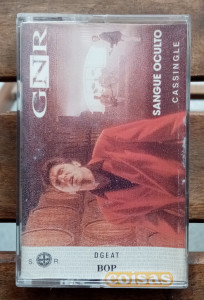 GNR
SANGUE OCULTO
CASSINGLE
DGEAT
S. R.
BOP
coisas